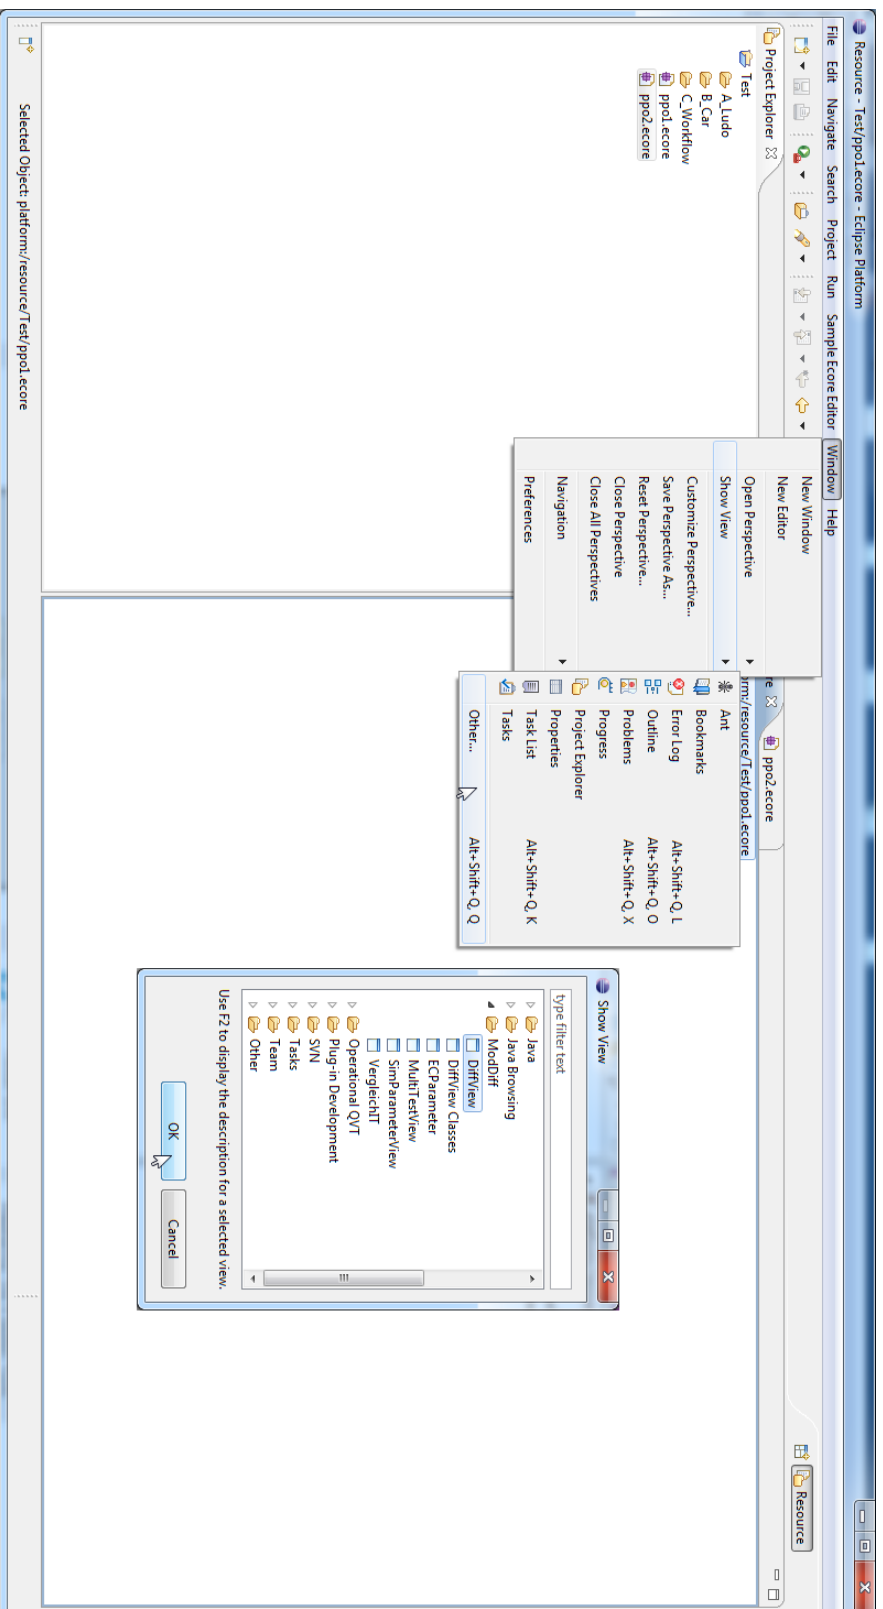 Resource - Test/ppo1.ecore - Eclipse Platform
File Edit Navigate Search Project Run Sample Ecore Editor Window Help
Resource
Project Explorer
Test
A_Ludo
B_Car
C_Workflow
ppo1.ecore
ppo2.ecore
re ppo2.ecore
orm:/resource/Test/ppo1.ecore
New Window
New Editor
Open Perspective
Show View
Customize Perspective...
Save Perspective As...
Reset Perspective...
Close Perspective
Close All Perspectives
Navigation
Preferences
Ant
Bookmarks
Error Log Alt+Shift+Q, L
Outline Alt+Shift+Q, O
Problems Alt+Shift+Q, X
Progress
Project Explorer
Properties
Task List Alt+Shift+Q, K
Tasks
Other... Alt+Shift+Q, Q
Show View
type filter text
Java
Java Browsing
ModDiff
DiffView
DiffView Classes
ECParameter
MultiTestView
SimParameterView
VergleichIT
Operational QVT
Plug-in Development
SVN
Tasks
Team
Other
Use F2 to display the description for a selected view.
OK Cancel
Selected Object: platform:/resource/Test/ppo1.ecore